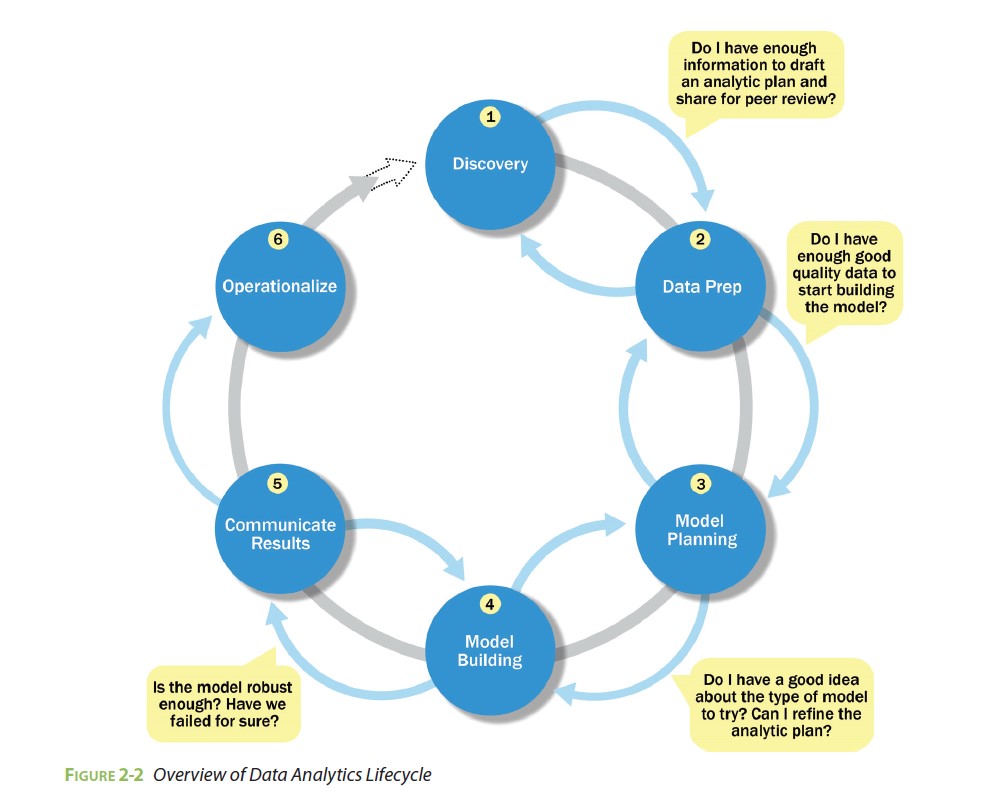 Do I have enough
information to draft
an analytic plan and
share for peer review?
1
Discovery
2
Data Prep
Do I have
enough good
quality data to
start building
the model?
3
Model
Planning
Do I have a good idea
about the type of model
to try? Can I refine the
analytic plan?
4
Model
Building
Is the model robust
enough? Have we
failed for sure?
5
Communicate
Results
6
Operationalize
FIGURE 2-2 Overview of Data Analytics Lifecycle